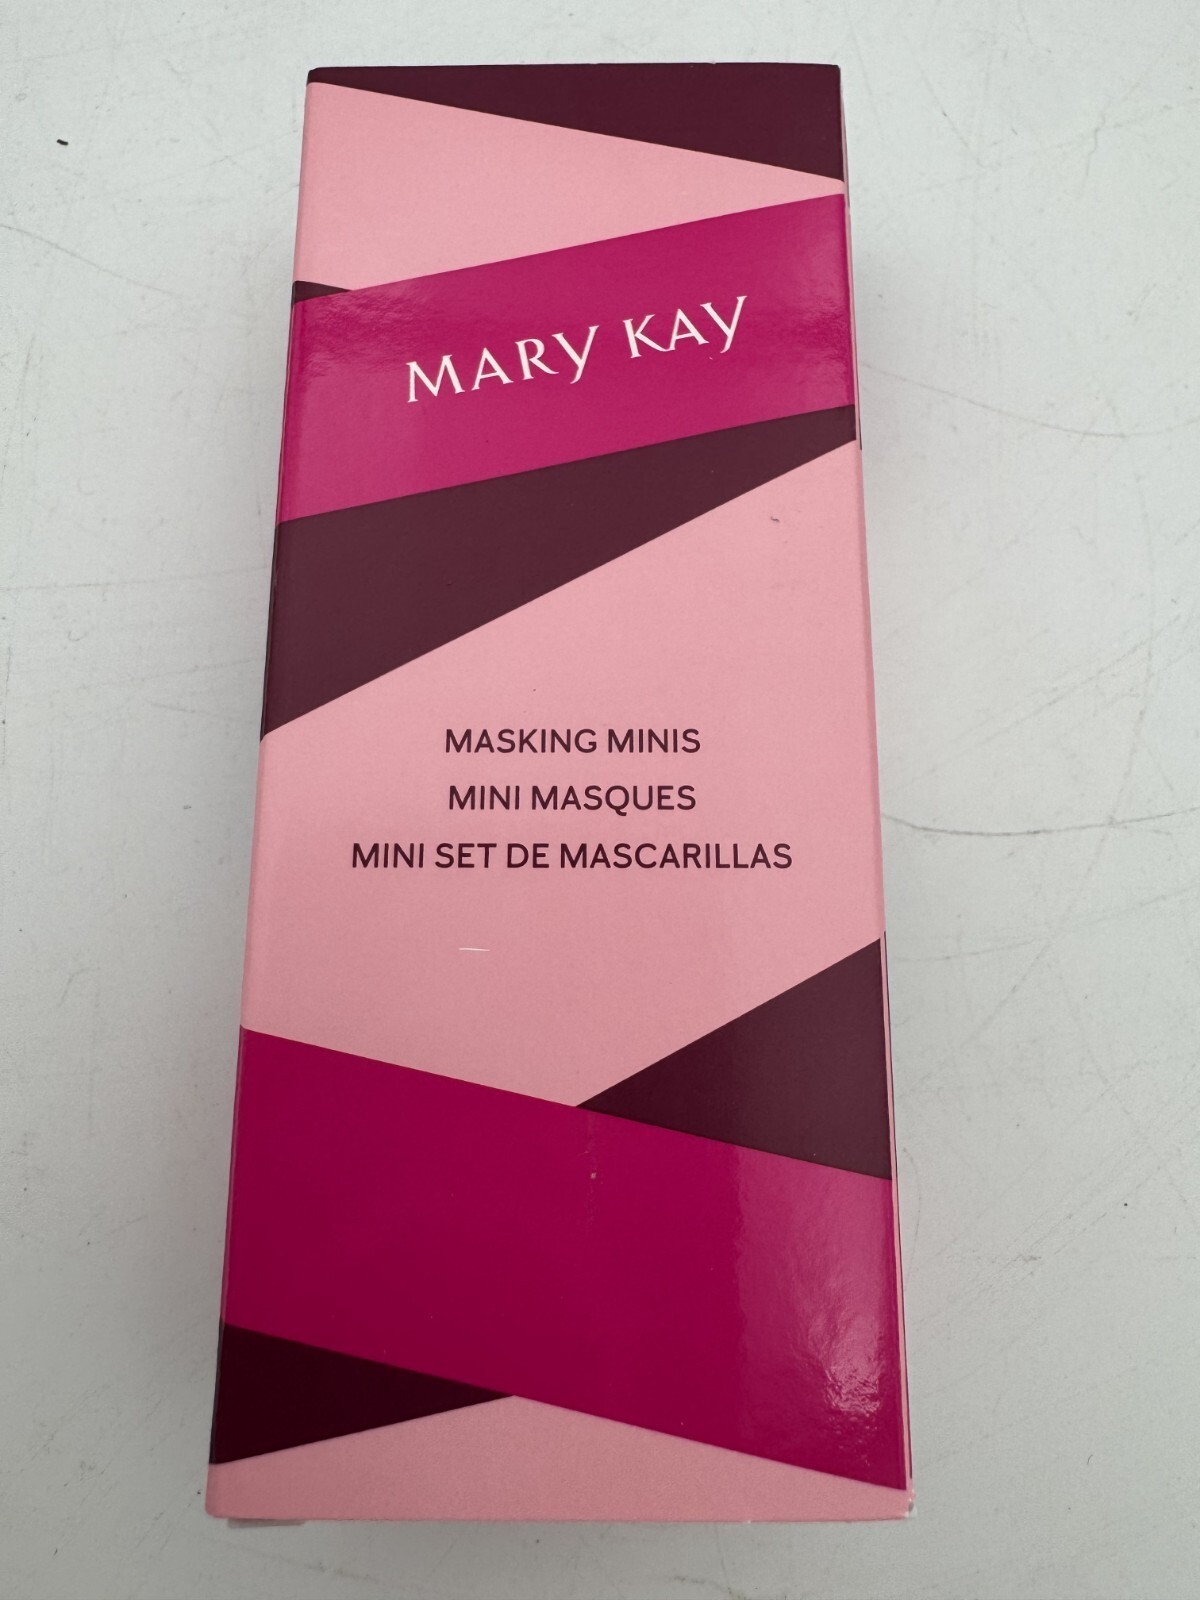 MARY KAY
MASKING MINIS
MINI MASQUES
MINI SET DE MASCARILLAS